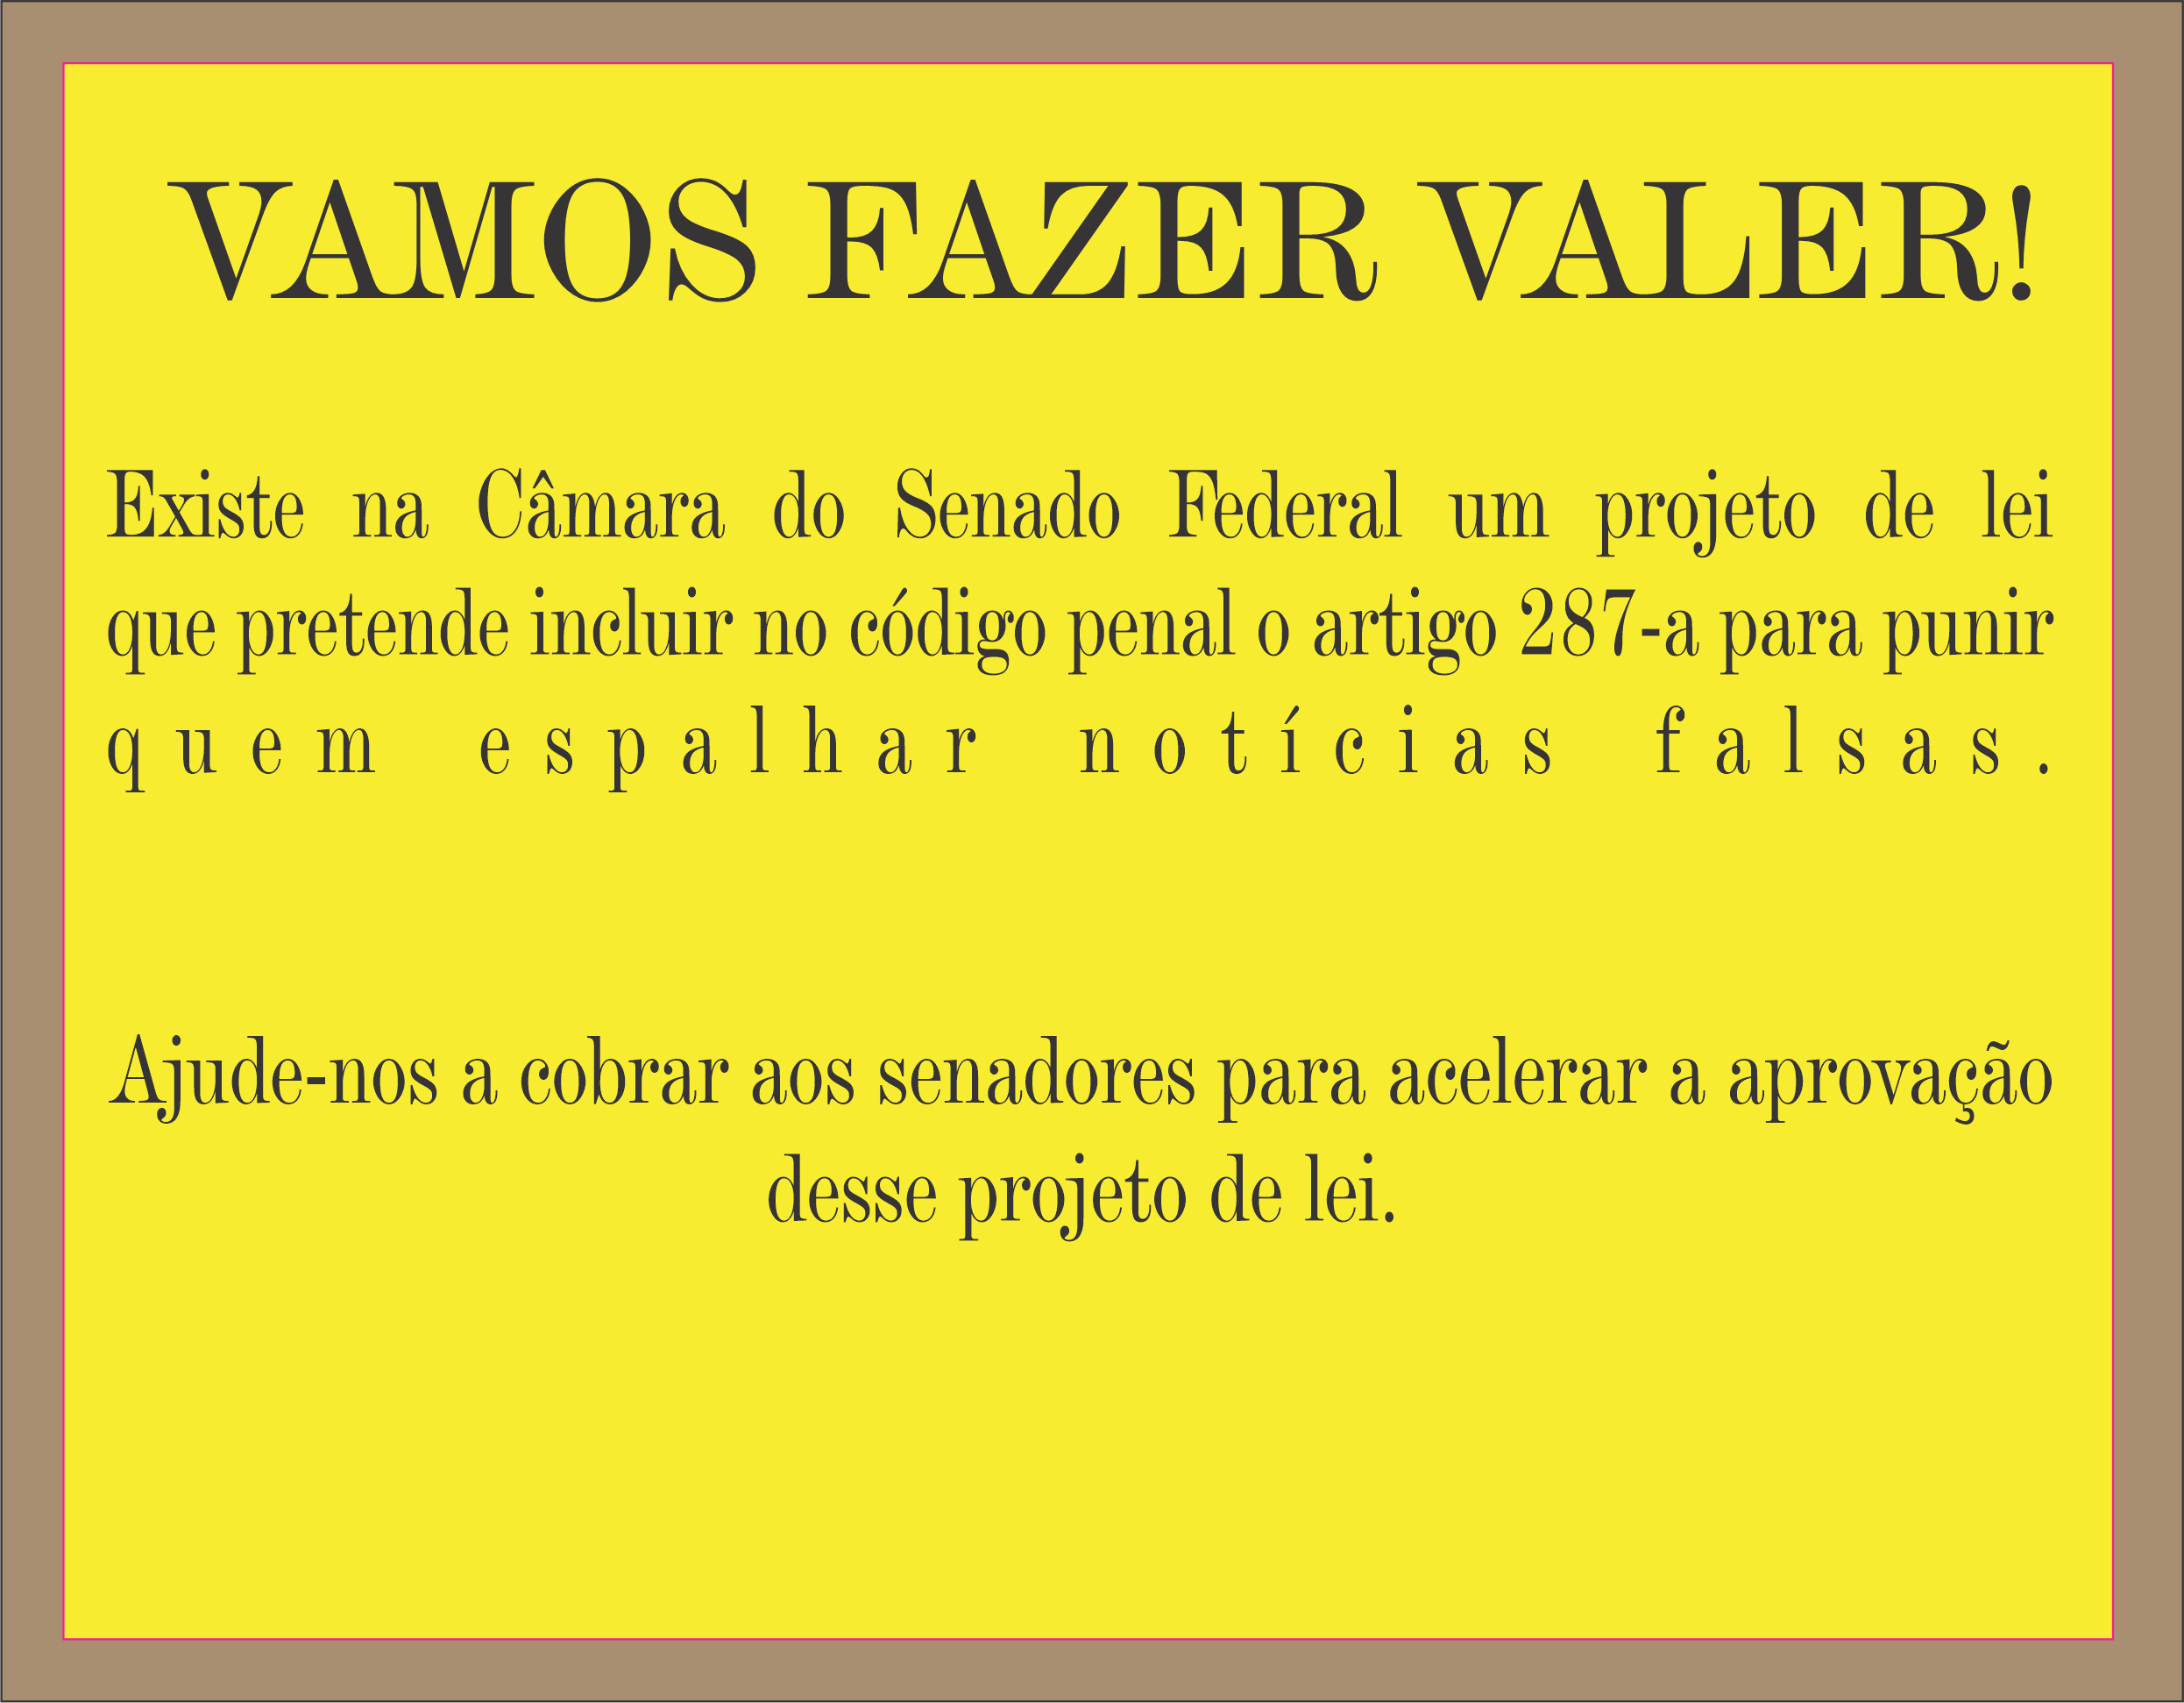 VAMOS FAZER VALER!
Existe na Câmara do Senado Federal um projeto de lei
que pretende incluir no código penal o artigo 287-a para punir
quem espalhar notícias falsas.
Ajude-nos a cobrar aos senadores para acelerar a aprovação
desse projeto de lei.